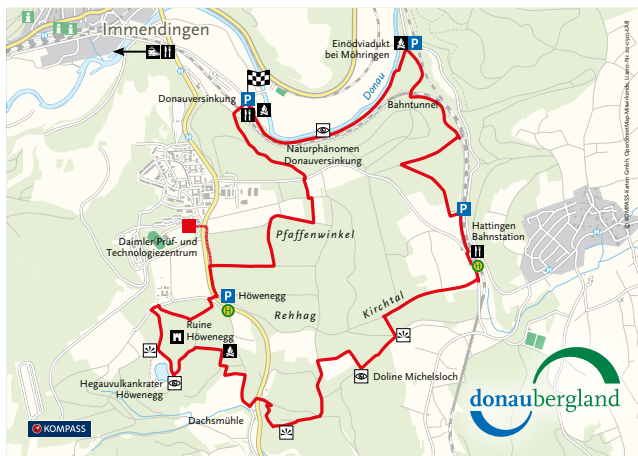 Immendingen
Einödviadukt
bei Möhringen
Donauversinkung
P
P
Donau
Bahntunnel
Naturphänomen
Donauversinkung
P
Hattingen
Bahnstation
H
Pfaffenwinkel
Daimler Prüf- und
Technologiezentrum
P
Höwenegg
H
Rehhag
Kirchtal
Ruine
Höwenegg
Hegauvulkankrater
Höwenegg
Doline Michelsloch
Dachsmühle
KOMPASS
donaubergland